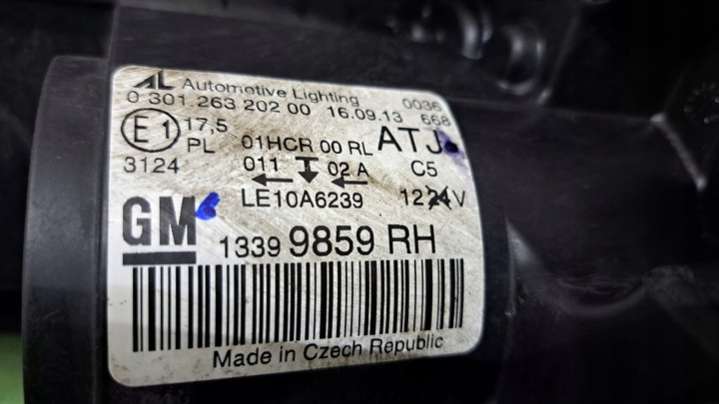 AL Automotive Lighting 0036
0 301 263 202 00 16.09.13 668
E1 17,5 01HCR 00 RL ATJ
PL 011 02 A C5
3124 LE10A6239 12 24 V
GM 1339 9859 RH
Made in Czech Republic